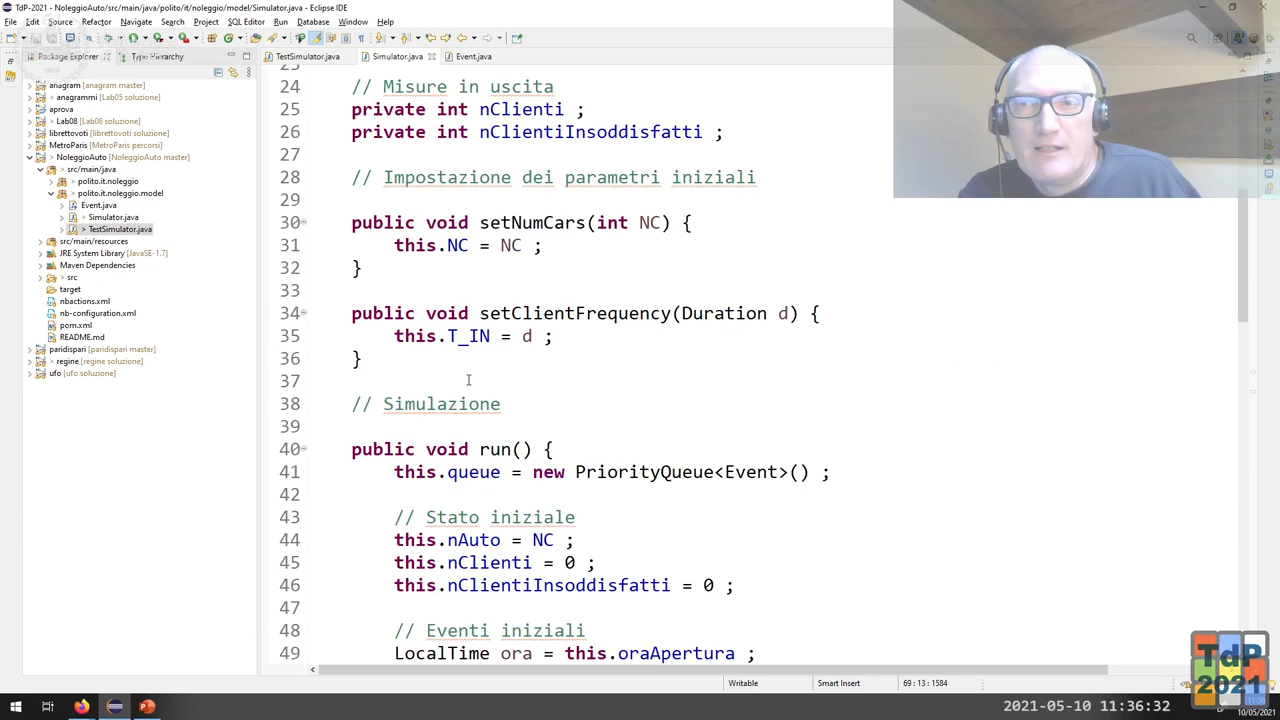 TdP-2021 - NoleggioAuto/src/main/java/polito/it/noleggio/model/Simulator.java - Eclipse IDE
File Edit Source Refactor Navigate Search Project SQL Editor Run Database Window Help
Package Explorer
Type Hierarchy
TestSimulator.java
Simulator.java
Event.java
anagram [anagram master]
> anagrammi [Lab05 soluzione]
aprova
> Lab08 [Lab08 soluzione]
librettovoti [librettovoti soluzione]
MetroParis [MetroParis percorsi]
> NoleggioAuto [NoleggioAuto master]
> src/main/java
> polito.it.noleggio
> polito.it.noleggio.model
Event.java
> Simulator.java
> TestSimulator.java
src/main/resources
JRE System Library [JavaSE-1.7]
Maven Dependencies
> src
target
nbactions.xml
nb-configuration.xml
pom.xml
README.md
paridispari [paridispari master]
> regine [regine soluzione]
ufo [ufo soluzione]
24 // Misure in uscita
25 private int nClienti ;
26 private int nClientiInsoddisfatti ;
27
28 // Impostazione dei parametri iniziali
29
30 public void setNumCars(int NC) {
31 this.NC = NC ;
32 }
33
34 public void setClientFrequency(Duration d) {
35 this.T_IN = d ;
36 }
37
38 // Simulazione
39
40 public void run() {
41 this.queue = new PriorityQueue<Event>() ;
42
43 // Stato iniziale
44 this.nAuto = NC ;
45 this.nClienti = 0 ;
46 this.nClientiInsoddisfatti = 0 ;
47
48 // Eventi iniziali
49 LocalTime ora = this.oraApertura ;
Writable
Smart Insert
69 : 13 : 1584
TdP
2021
2021-05-10 11:36:32
10/05/2021